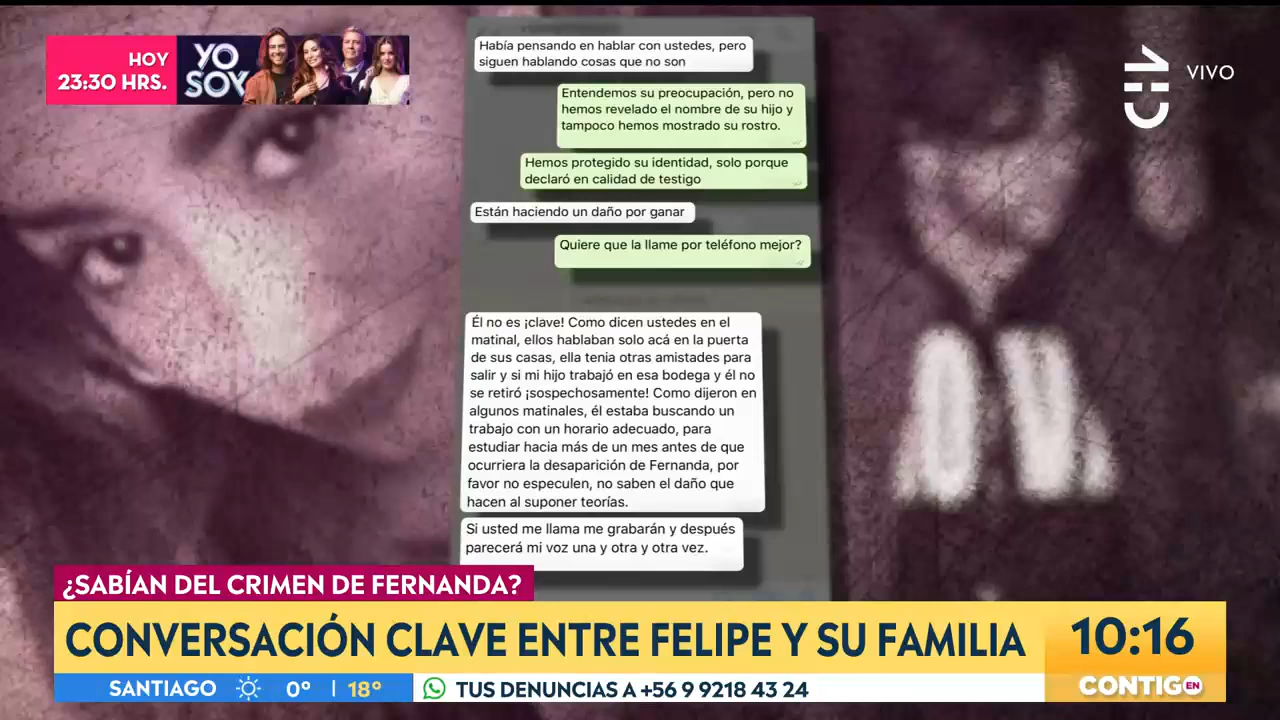 HOY
23:30 HRS.
YO
SOY
CHV
VIVO
Había pensando en hablar con ustedes, pero
siguen hablando cosas que no son
Entendemos su preocupación, pero no
hemos revelado el nombre de su hijo y
tampoco hemos mostrado su rostro.
Hemos protegido su identidad, solo porque
declaró en calidad de testigo
Están haciendo un daño por ganar
Quiere que la llame por teléfono mejor?
Él no es ¡clave! Como dicen ustedes en el
matinal, ellos hablaban solo acá en la puerta
de sus casas, ella tenia otras amistades para
salir y si mi hijo trabajó en esa bodega y él no
se retiró ¡sospechosamente! Como dijeron en
algunos matinales, él estaba buscando un
trabajo con un horario adecuado, para
estudiar hacia más de un mes antes de que
ocurriera la desaparición de Fernanda, por
favor no especulen, no saben el daño que
hacen al suponer teorías.
Si usted me llama me grabarán y después
parecerá mi voz una y otra y otra vez.
¿SABÍAN DEL CRIMEN DE FERNANDA?
CONVERSACIÓN CLAVE ENTRE FELIPE Y SU FAMILIA
10:16
SANTIAGO 0° | 18°
TUS DENUNCIAS A +56 9 9218 43 24
CONTIGO EN